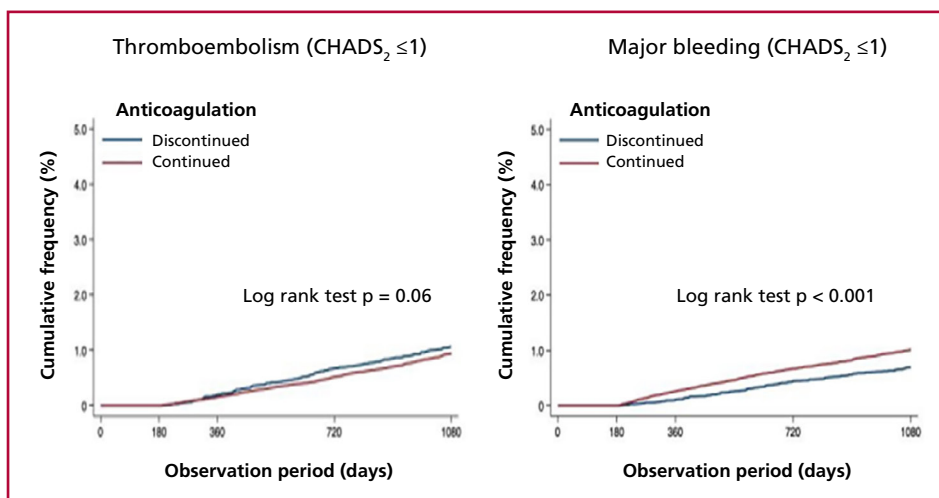 Thromboembolism (CHADS₂ ≤1)
Anticoagulation
Discontinued
Continued
Cumulative frequency (%)
5.0
4.0
3.0
2.0
1.0
0
Log rank test p = 0.06
0 180 360 720 1080
Observation period (days)
Major bleeding (CHADS₂ ≤1)
Anticoagulation
Discontinued
Continued
Cumulative frequency (%)
5.0
4.0
3.0
2.0
1.0
0
Log rank test p < 0.001
0 180 360 720 1080
Observation period (days)